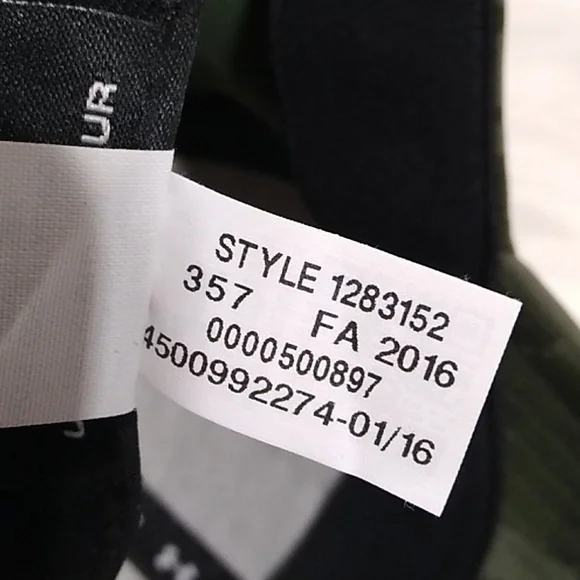 UR
STYLE 1283152
357 FA 2016
0000500897
4500992274-01/16